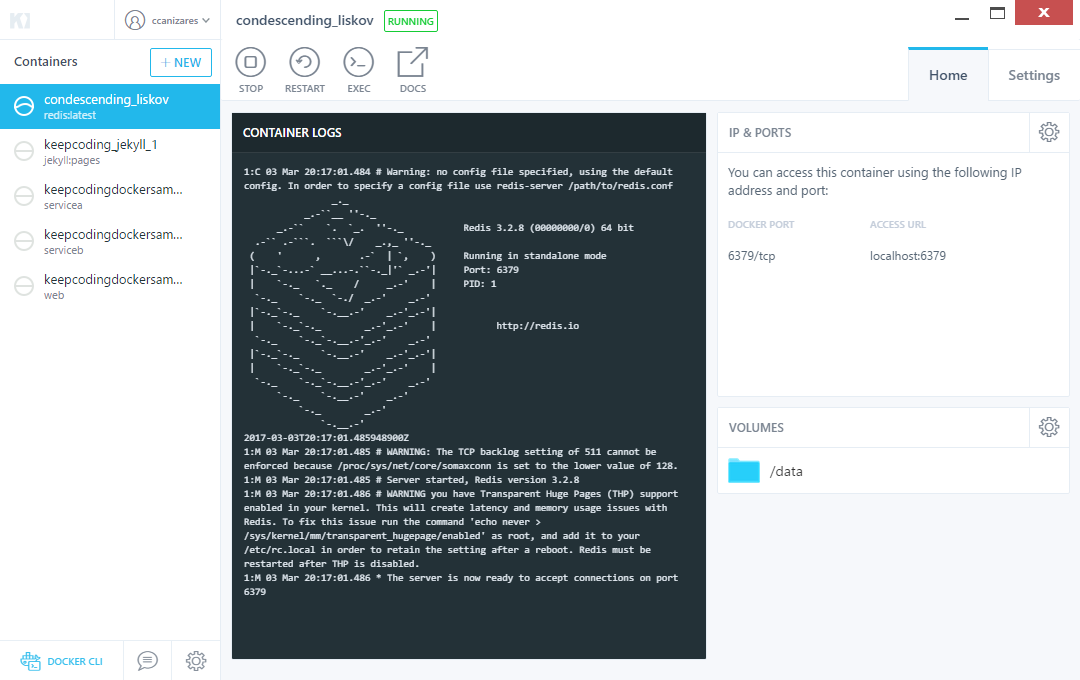 ccanizares
Containers
+ NEW
condescending_liskov
redis:latest
keepcoding_jekyll_1
jekyll:pages
keepcodingdockersam...
servicea
keepcodingdockersam...
serviceb
keepcodingdockersam...
web
DOCKER CLI
condescending_liskov RUNNING
STOP RESTART EXEC DOCS
Home Settings
CONTAINER LOGS
1:C 03 Mar 20:17:01.484 # Warning: no config file specified, using the default
config. In order to specify a config file use redis-server /path/to/redis.conf
Redis 3.2.8 (00000000/0) 64 bit
Running in standalone mode
Port: 6379
PID: 1
http://redis.io
2017-03-03T20:17:01.485948900Z
1:M 03 Mar 20:17:01.485 # WARNING: The TCP backlog setting of 511 cannot be
enforced because /proc/sys/net/core/somaxconn is set to the lower value of 128.
1:M 03 Mar 20:17:01.485 # Server started, Redis version 3.2.8
1:M 03 Mar 20:17:01.486 # WARNING you have Transparent Huge Pages (THP) support
enabled in your kernel. This will create latency and memory usage issues with
Redis. To fix this issue run the command 'echo never >
/sys/kernel/mm/transparent_hugepage/enabled' as root, and add it to your
/etc/rc.local in order to retain the setting after a reboot. Redis must be
restarted after THP is disabled.
1:M 03 Mar 20:17:01.486 * The server is now ready to accept connections on port
6379
IP & PORTS
You can access this container using the following IP
address and port:
DOCKER PORT ACCESS URL
6379/tcp localhost:6379
VOLUMES
/data